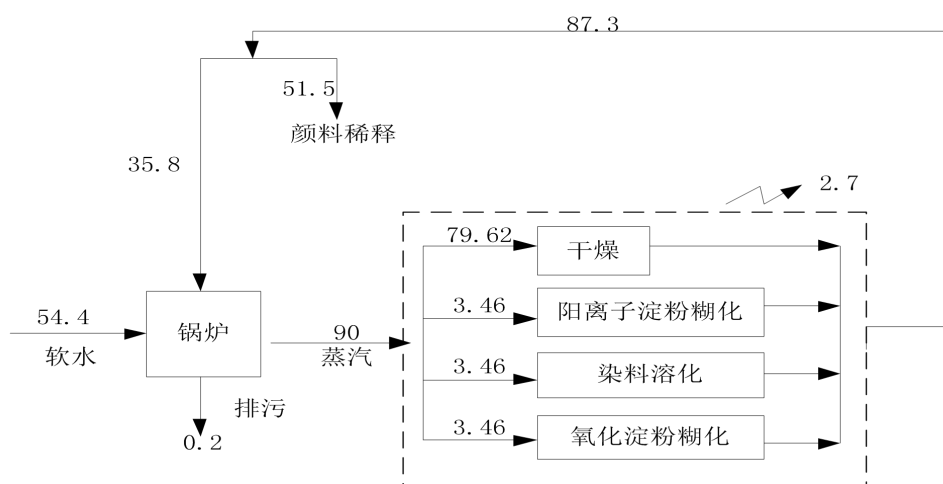 87.3
51.5
颜料稀释
35.8
2.7
79.62
干燥
3.46
阳离子淀粉糊化
54.4
软水
锅炉
90
蒸汽
3.46
染料溶化
排污
0.2
3.46
氧化淀粉糊化